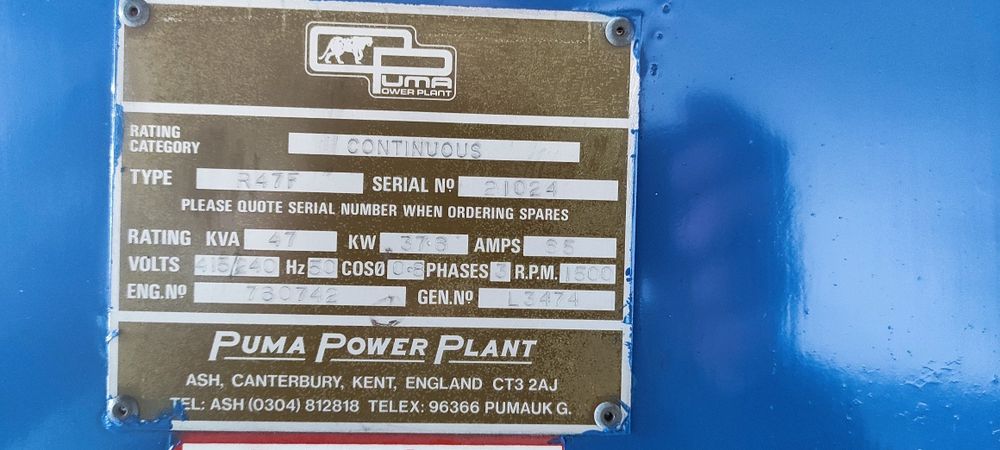 PUMA
POWER PLANT
RATING
CATEGORY CONTINUOUS
TYPE R47F SERIAL Nº 21024
PLEASE QUOTE SERIAL NUMBER WHEN ORDERING SPARES
RATING KVA 47 KW 37·6 AMPS 65
VOLTS 415/240 Hz 50 COSØ 0.8 PHASES 3 R.P.M. 1500
ENG.Nº 730742 GEN.Nº L3474
PUMA POWER PLANT
ASH, CANTERBURY, KENT, ENGLAND CT3 2AJ
TEL: ASH (0304) 812818 TELEX: 96366 PUMAUK G.